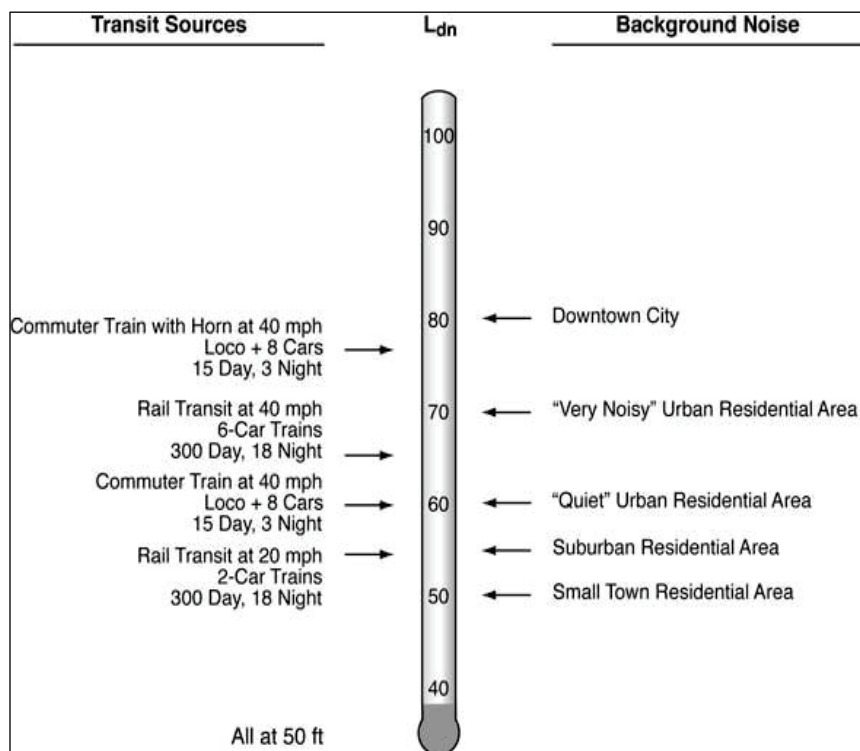 Transit Sources
Ldn
Background Noise
100
90
80
70
60
50
40
Commuter Train with Horn at 40 mph
Loco + 8 Cars
15 Day, 3 Night
Rail Transit at 40 mph
6-Car Trains
300 Day, 18 Night
Commuter Train at 40 mph
Loco + 8 Cars
15 Day, 3 Night
Rail Transit at 20 mph
2-Car Trains
300 Day, 18 Night
All at 50 ft
Downtown City
“Very Noisy” Urban Residential Area
“Quiet” Urban Residential Area
Suburban Residential Area
Small Town Residential Area